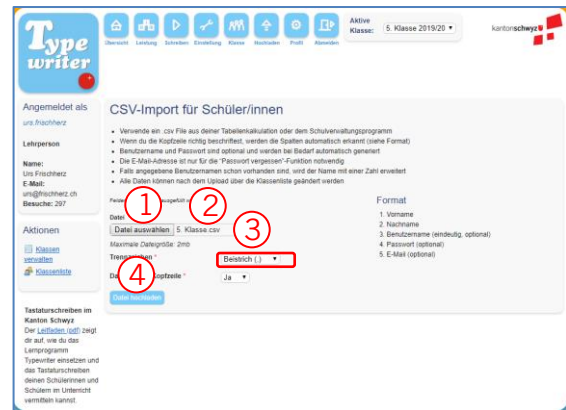 Type
writer
Übersicht Leistung Schreiben Einstellung Klasse Hochladen Profil Abmelden
Aktive
Klasse:
5. Klasse 2019/20
kantonschwyz
Angemeldet als
urs.frischherz
Lehrperson
Name:
Urs Frischherz
E-Mail:
urs@frischherz.ch
Besuche: 297
Aktionen
Klassen
verwalten
Klassenliste
Tastaturschreiben im
Kanton Schwyz
Der Leitfaden (pdf) zeigt
dir auf, wie du das
Lernprogramm
Typewriter einsetzen und
das Tastaturschreiben
deinen Schülerinnen und
Schülern im Unterricht
vermitteln kannst.
CSV-Import für Schüler/innen
Verwende ein .csv File aus deiner Tabellenkalkulation oder dem Schulverwaltungsprogramm
Wenn du die Kopfzeile richtig beschriftest, werden die Spalten automatisch erkannt (siehe Format)
Benutzername und Passwort sind optional und werden bei Bedarf automatisch generiert
Die E-Mail-Adresse ist nur für die "Passwort vergessen"-Funktion notwendig
Falls angegebene Benutzernamen schon vorhanden sind, wird der Name mit einer Zahl erweitert
Alle Daten können nach dem Upload über die Klassenliste geändert werden
Felder ausgefüllt
1 2
Datei
Datei auswählen 5. Klasse.csv
3
Maximale Dateigröße: 2mb
Trennzeichen *
Beistrich (,)
4
Kopfzeile *
Ja
Datei hochladen
Format
1. Vorname
2. Nachname
3. Benutzername (eindeutig, optional)
4. Passwort (optional)
5. E-Mail (optional)